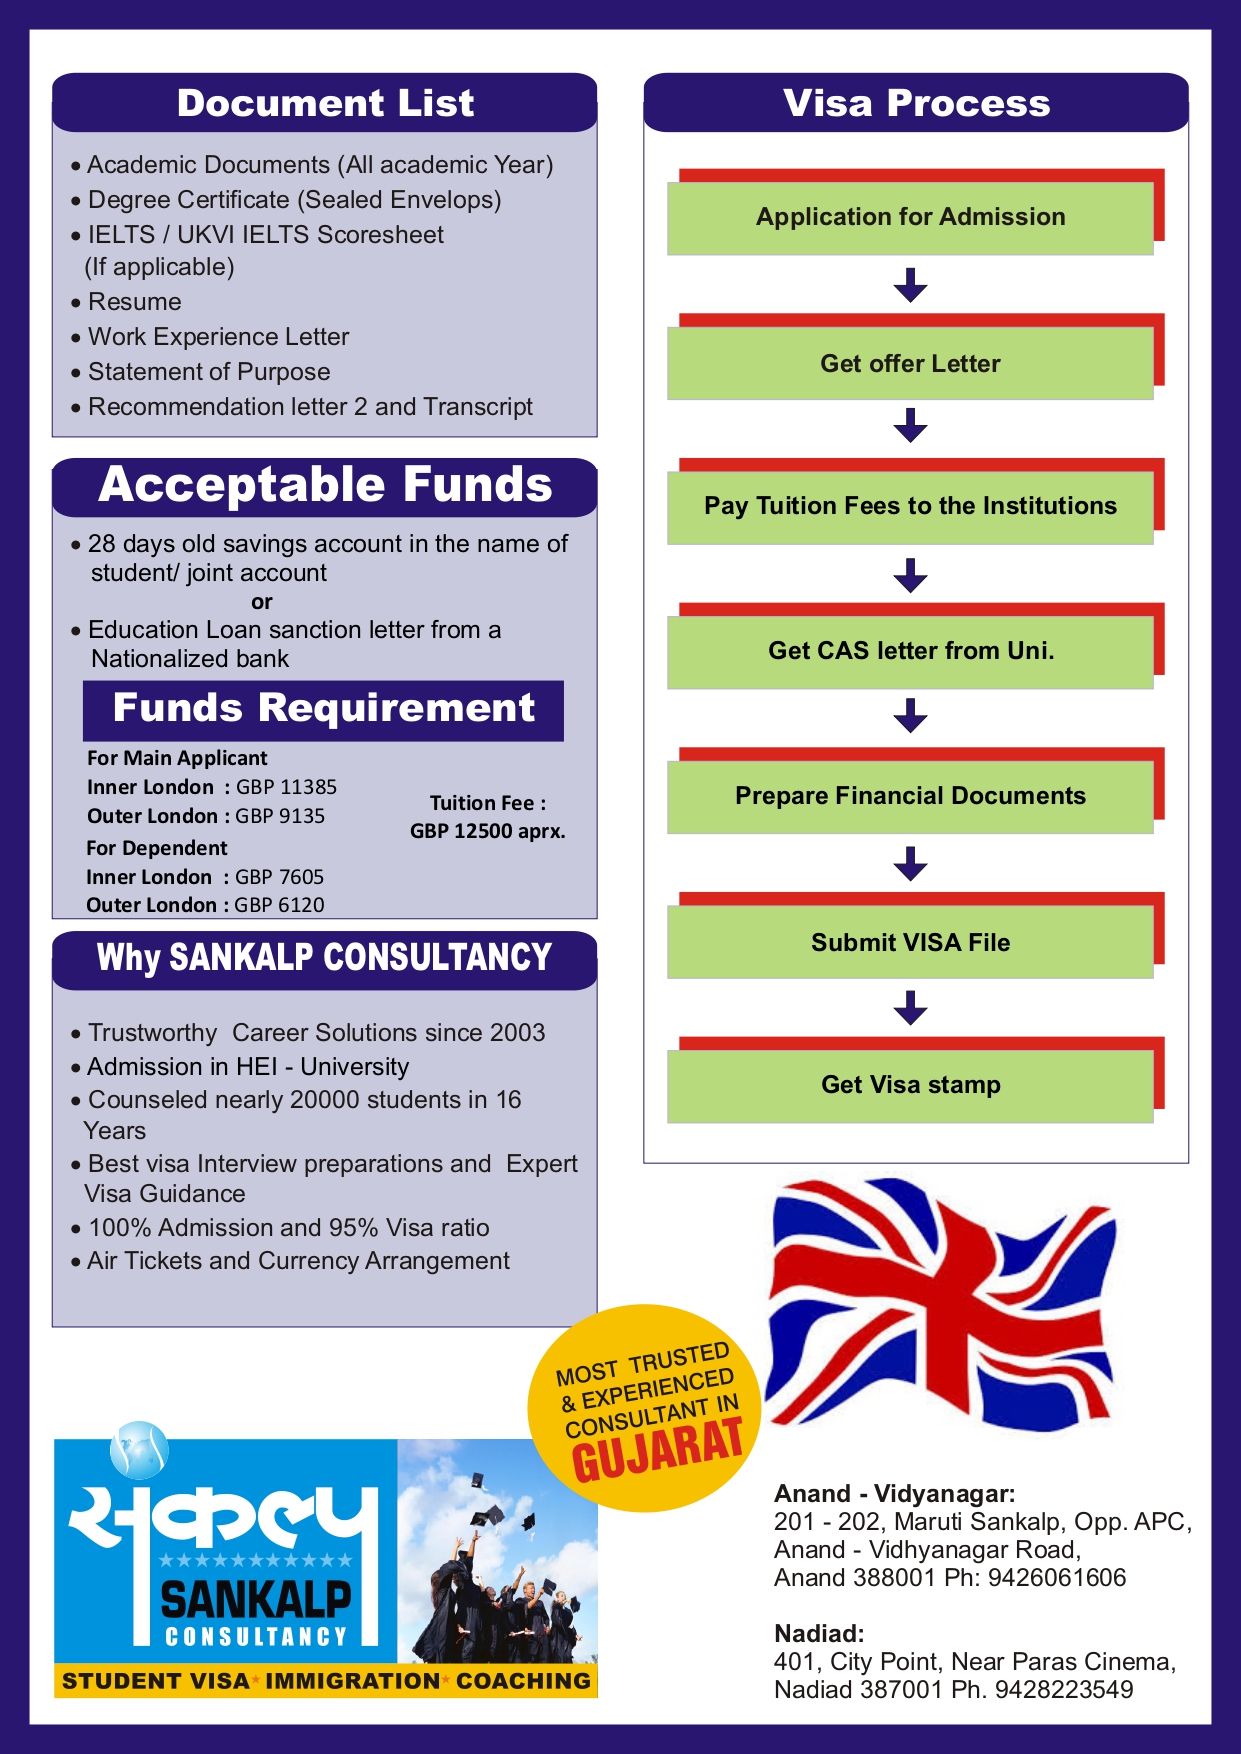 Document List
• Academic Documents (All academic Year)
• Degree Certificate (Sealed Envelops)
• IELTS / UKVI IELTS Scoresheet
(If applicable)
• Resume
• Work Experience Letter
• Statement of Purpose
• Recommendation letter 2 and Transcript
Acceptable Funds
• 28 days old savings account in the name of
student/ joint account
or
• Education Loan sanction letter from a
Nationalized bank
Funds Requirement
For Main Applicant
Inner London : GBP 11385
Outer London : GBP 9135
For Dependent
Inner London : GBP 7605
Outer London : GBP 6120
Tuition Fee :
GBP 12500 aprx.
Why SANKALP CONSULTANCY
• Trustworthy Career Solutions since 2003
• Admission in HEI - University
• Counseled nearly 20000 students in 16
Years
• Best visa Interview preparations and Expert
Visa Guidance
• 100% Admission and 95% Visa ratio
• Air Tickets and Currency Arrangement
Visa Process
Application for Admission
Get offer Letter
Pay Tuition Fees to the Institutions
Get CAS letter from Uni.
Prepare Financial Documents
Submit VISA File
Get Visa stamp
MOST TRUSTED
& EXPERIENCED
CONSULTANT IN
GUJARAT
संकल्प
SANKALP
CONSULTANCY
STUDENT VISA★IMMIGRATION★COACHING
Anand - Vidyanagar:
201 - 202, Maruti Sankalp, Opp. APC,
Anand - Vidhyanagar Road,
Anand 388001 Ph: 9426061606
Nadiad:
401, City Point, Near Paras Cinema,
Nadiad 387001 Ph. 9428223549